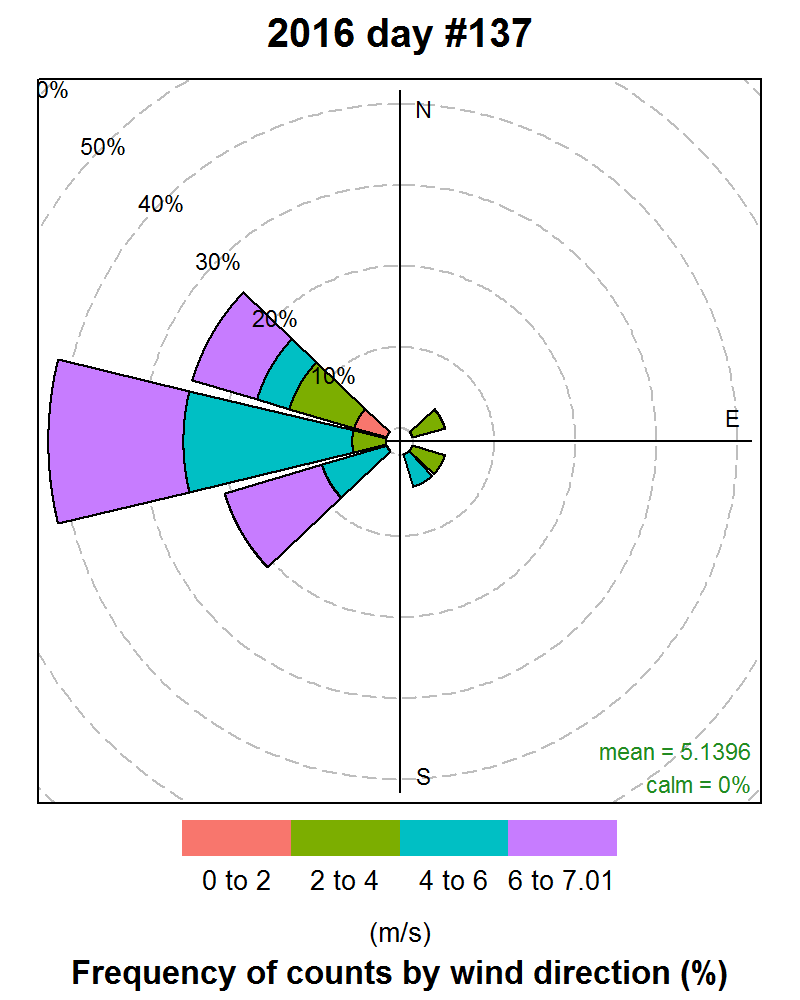 2016 day #137
0%
N
50%
40%
30%
20%
10%
E
mean = 5.1396
S
calm = 0%
0 to 2 2 to 4 4 to 6 6 to 7.01
(m/s)
Frequency of counts by wind direction (%)